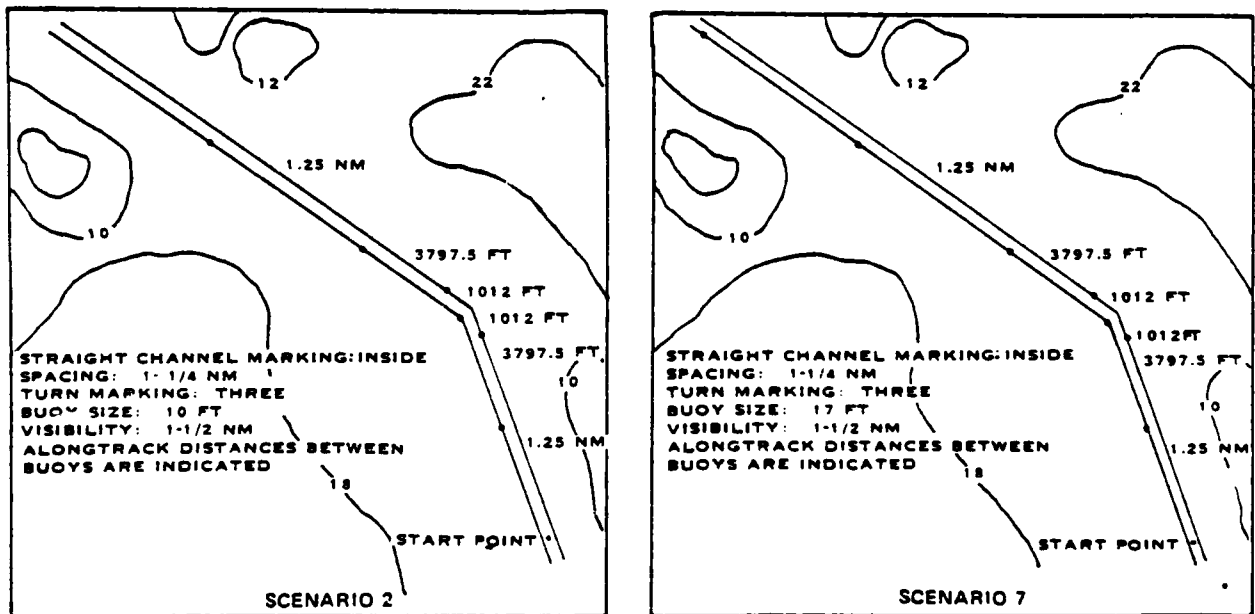 12
22
1.25 NM
10
3797.5 FT
1012 FT
1012 FT
3797.5 FT
STRAIGHT CHANNEL MARKING: INSIDE
SPACING: 1-1/4 NM
TURN MARKING: THREE
BUOY SIZE: 10 FT
VISIBILITY: 1-1/2 NM
ALONGTRACK DISTANCES BETWEEN
BUOYS ARE INDICATED
10
1.25 NM
18
START POINT
SCENARIO 2
12
22
1.25 NM
10
3797.5 FT
1012 FT
1012FT
3797.5 FT
STRAIGHT CHANNEL MARKING: INSIDE
SPACING: 1-1/4 NM
TURN MARKING: THREE
BUOY SIZE: 17 FT
VISIBILITY: 1-1/2 NM
ALONGTRACK DISTANCES BETWEEN
BUOYS ARE INDICATED
10
1.25 NM
18
START POINT
SCENARIO 7